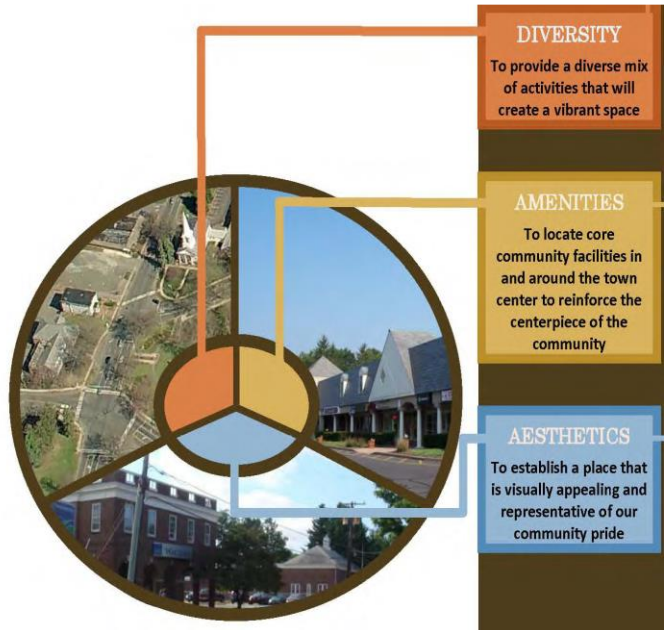 DIVERSITY
To provide a diverse mix
of activities that will
create a vibrant space
AMENITIES
To locate core
community facilities in
and around the town
center to reinforce the
centerpiece of the
community
AESTHETICS
To establish a place that
is visually appealing and
representative of our
community pride